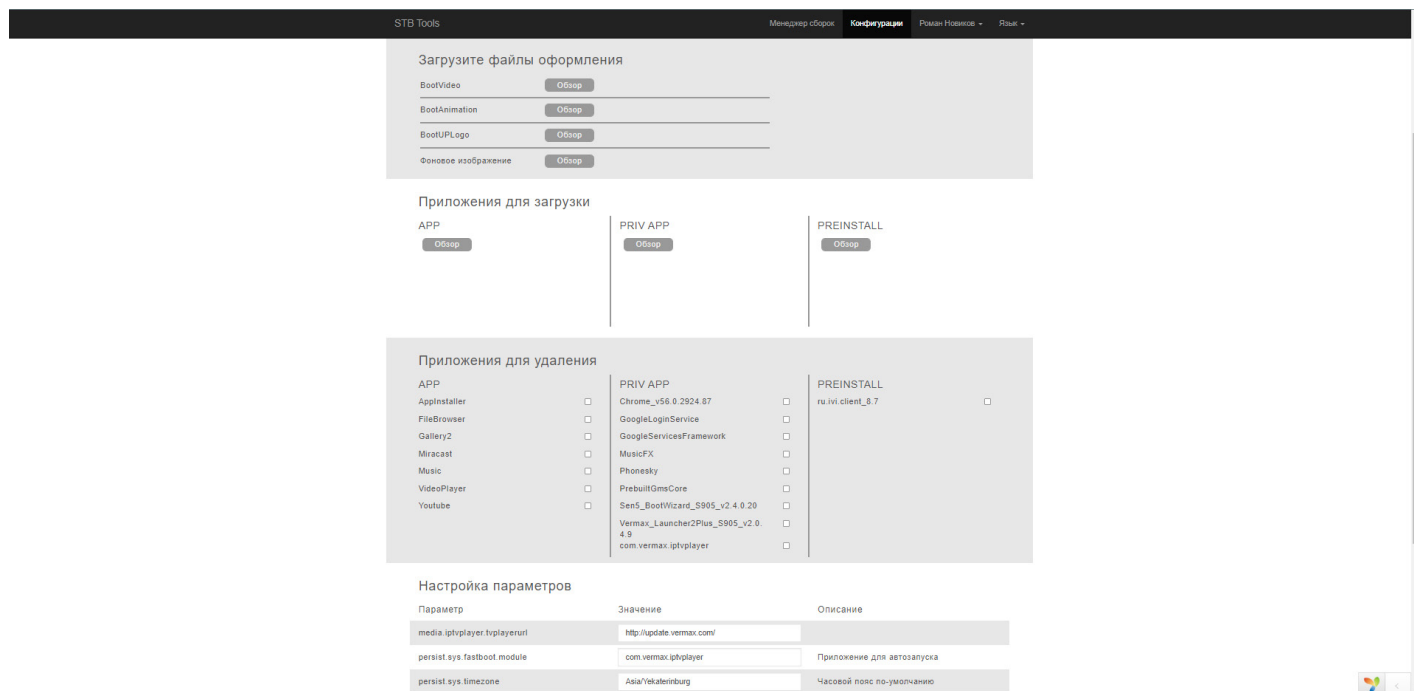 STB Tools Менеджер сборок Конфигурации Роман Новиков Язык
Загрузите файлы оформления
BootVideo Обзор
BootAnimation Обзор
BootUPLogo Обзор
Фоновое изображение Обзор
Приложения для загрузки
APP PRIV APP PREINSTALL
Обзор Обзор Обзор
Приложения для удаления
APP PRIV APP PREINSTALL
AppInstaller Chrome_v56.0.2924.87 ru.ivi.client_8.7
FileBrowser GoogleLoginService
Gallery2 GoogleServicesFramework
Miracast MusicFX
Music Phonesky
VideoPlayer PrebuiltGmsCore
Youtube Sen5_BootWizard_S905_v2.4.0.20
Vermax_Launcher2Plus_S905_v2.0.
4.9
com.vermax.iptvplayer
Настройка параметров
Параметр Значение Описание
media.iptvplayer.tvplayerurl http://update.vermax.com/
persist.sys.fastboot.module com.vermax.iptvplayer Приложение для автозапуска
persist.sys.timezone Asia/Yekaterinburg Часовой пояс по-умолчанию